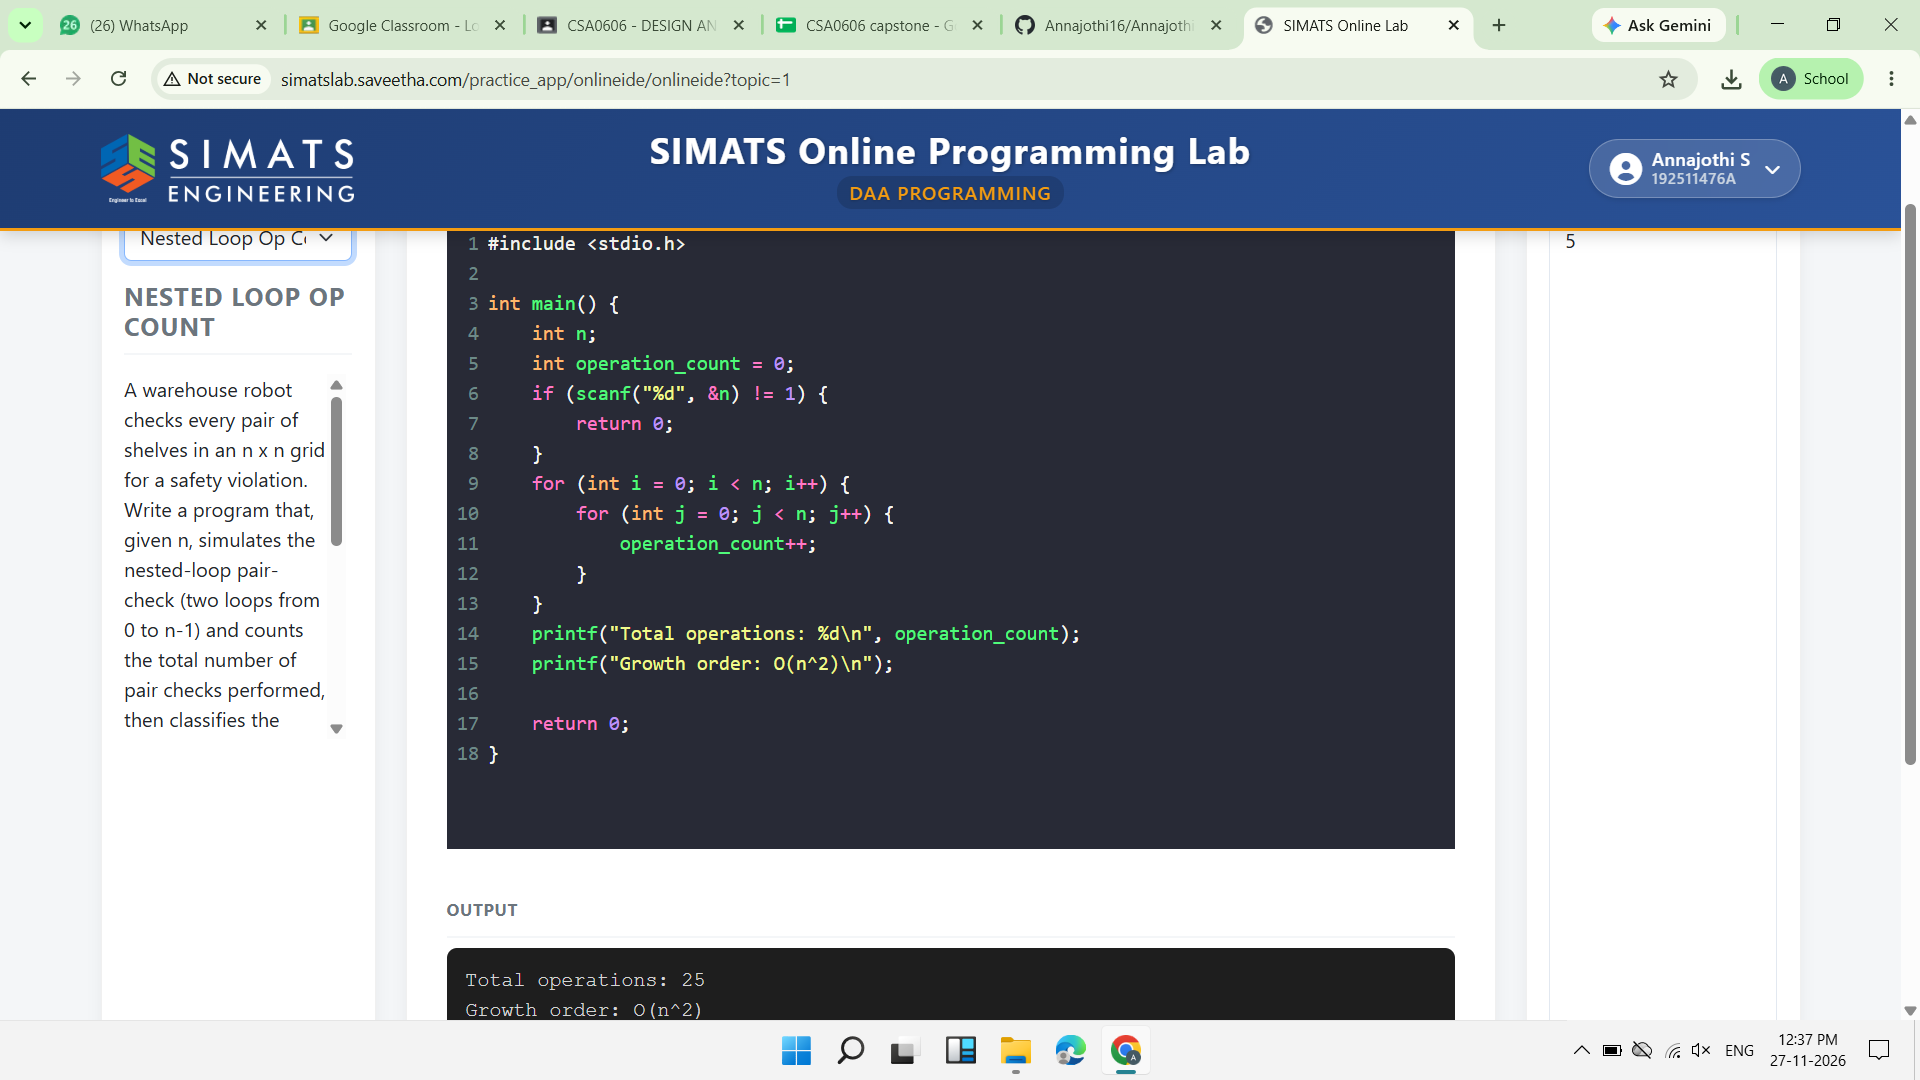 26 (26) WhatsApp
Google Classroom - Lo
CSA0606 - DESIGN AN
CSA0606 capstone - G
Annajothi16/Annajothi
SIMATS Online Lab
Ask Gemini
Not secure simatslab.saveetha.com/practice_app/onlineide/onlineide?topic=1
A School
SIMATS
ENGINEERING
Engineer to Excel
SIMATS Online Programming Lab
DAA PROGRAMMING
Annajothi S
192511476A
Nested Loop Op Co
NESTED LOOP OP
COUNT
A warehouse robot
checks every pair of
shelves in an n x n grid
for a safety violation.
Write a program that,
given n, simulates the
nested-loop pair-
check (two loops from
0 to n-1) and counts
the total number of
pair checks performed,
then classifies the
1 #include <stdio.h>
2
3 int main() {
4     int n;
5     int operation_count = 0;
6     if (scanf("%d", &n) != 1) {
7         return 0;
8     }
9     for (int i = 0; i < n; i++) {
10         for (int j = 0; j < n; j++) {
11             operation_count++;
12         }
13     }
14     printf("Total operations: %d\n", operation_count);
15     printf("Growth order: O(n^2)\n");
16
17     return 0;
18 }
OUTPUT
Total operations: 25
Growth order: O(n^2)
5
A
ENG
12:37 PM
27-11-2026